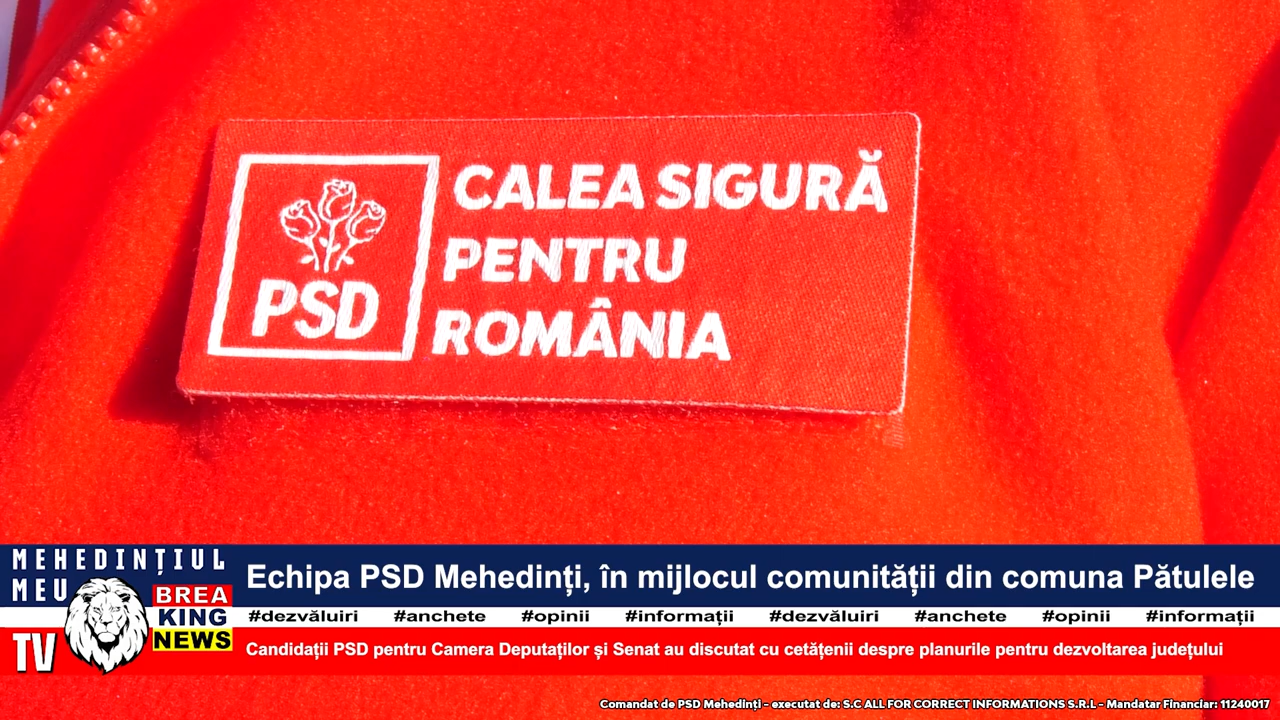 CALEA SIGURĂ
PENTRU
ROMÂNIA
PSD
MEHEDINȚIUL
MEU
TV
BREA
KING
NEWS
Echipa PSD Mehedinți, în mijlocul comunității din comuna Pătulele
#dezvăluiri #anchete #opinii #informații #dezvăluiri #anchete #opinii #informații
Candidații PSD pentru Camera Deputaților și Senat au discutat cu cetățenii despre planurile pentru dezvoltarea județului
Comandat de PSD Mehedinți - executat de: S.C ALL FOR CORRECT INFORMATIONS S.R.L - Mandatar Financiar: 11240017